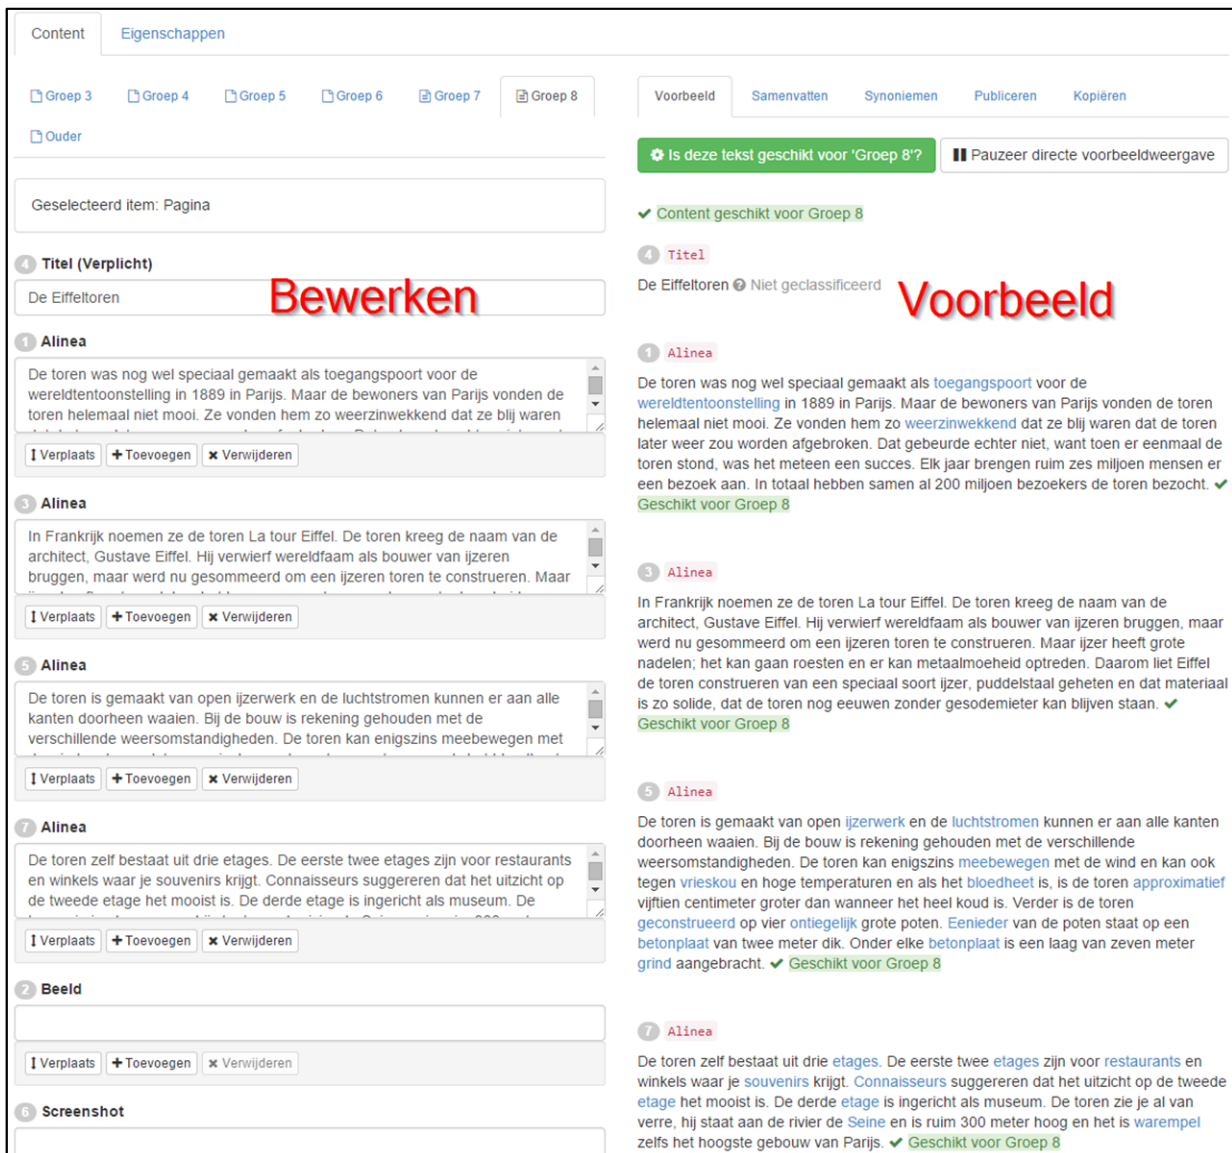 Content Eigenschappen
Groep 3 Groep 4 Groep 5 Groep 6 Groep 7 Groep 8
Ouder
Geselecteerd item: Pagina
4 Titel (Verplicht)
De Eiffeltoren
Bewerken
1 Alinea
De toren was nog wel speciaal gemaakt als toegangspoort voor de
wereldtentoonstelling in 1889 in Parijs. Maar de bewoners van Parijs vonden de
toren helemaal niet mooi. Ze vonden hem zo weerzinwekkend dat ze blij waren
Verplaats Toevoegen Verwijderen
3 Alinea
In Frankrijk noemen ze de toren La tour Eiffel. De toren kreeg de naam van de
architect, Gustave Eiffel. Hij verwierf wereldfaam als bouwer van ijzeren
bruggen, maar werd nu gesommeerd om een ijzeren toren te construeren. Maar
Verplaats Toevoegen Verwijderen
5 Alinea
De toren is gemaakt van open ijzerwerk en de luchtstromen kunnen er aan alle
kanten doorheen waaien. Bij de bouw is rekening gehouden met de
verschillende weersomstandigheden. De toren kan enigszins meebewegen met
Verplaats Toevoegen Verwijderen
7 Alinea
De toren zelf bestaat uit drie etages. De eerste twee etages zijn voor restaurants
en winkels waar je souvenirs krijgt. Connaisseurs suggereren dat het uitzicht op
de tweede etage het mooist is. De derde etage is ingericht als museum. De
Verplaats Toevoegen Verwijderen
2 Beeld
Verplaats Toevoegen Verwijderen
6 Screenshot
Voorbeeld Samenvatten Synoniemen Publiceren Kopiëren
Is deze tekst geschikt voor 'Groep 8'? Pauzeer directe voorbeeldweergave
Content geschikt voor Groep 8
4 Titel
De Eiffeltoren Niet geclassificeerd
Voorbeeld
1 Alinea
De toren was nog wel speciaal gemaakt als toegangspoort voor de
wereldtentoonstelling in 1889 in Parijs. Maar de bewoners van Parijs vonden de toren
helemaal niet mooi. Ze vonden hem zo weerzinwekkend dat ze blij waren dat de toren
later weer zou worden afgebroken. Dat gebeurde echter niet, want toen er eenmaal de
toren stond, was het meteen een succes. Elk jaar brengen ruim zes miljoen mensen er
een bezoek aan. In totaal hebben samen al 200 miljoen bezoekers de toren bezocht.
Geschikt voor Groep 8
3 Alinea
In Frankrijk noemen ze de toren La tour Eiffel. De toren kreeg de naam van de
architect, Gustave Eiffel. Hij verwierf wereldfaam als bouwer van ijzeren bruggen, maar
werd nu gesommeerd om een ijzeren toren te construeren. Maar ijzer heeft grote
nadelen; het kan gaan roesten en er kan metaalmoeheid optreden. Daarom liet Eiffel
de toren construeren van een speciaal soort ijzer, puddelstaal geheten en dat materiaal
is zo solide, dat de toren nog eeuwen zonder gesodemieter kan blijven staan.
Geschikt voor Groep 8
5 Alinea
De toren is gemaakt van open ijzerwerk en de luchtstromen kunnen er aan alle kanten
doorheen waaien. Bij de bouw is rekening gehouden met de verschillende
weersomstandigheden. De toren kan enigszins meebewegen met de wind en kan ook
tegen vrieskou en hoge temperaturen en als het bloedheet is, is de toren approximatief
vijftien centimeter groter dan wanneer het heel koud is. Verder is de toren
geconstrueerd op vier ontiegelijk grote poten. Eenieder van de poten staat op een
betonplaat van twee meter dik. Onder elke betonplaat is een laag van zeven meter
grind aangebracht. Geschikt voor Groep 8
7 Alinea
De toren zelf bestaat uit drie etages. De eerste twee etages zijn voor restaurants en
winkels waar je souvenirs krijgt. Connaisseurs suggereren dat het uitzicht op de tweede
etage het mooist is. De derde etage is ingericht als museum. De toren zie je al van
verre, hij staat aan de rivier de Seine en is ruim 300 meter hoog en het is warempel
zelfs het hoogste gebouw van Parijs. Geschikt voor Groep 8